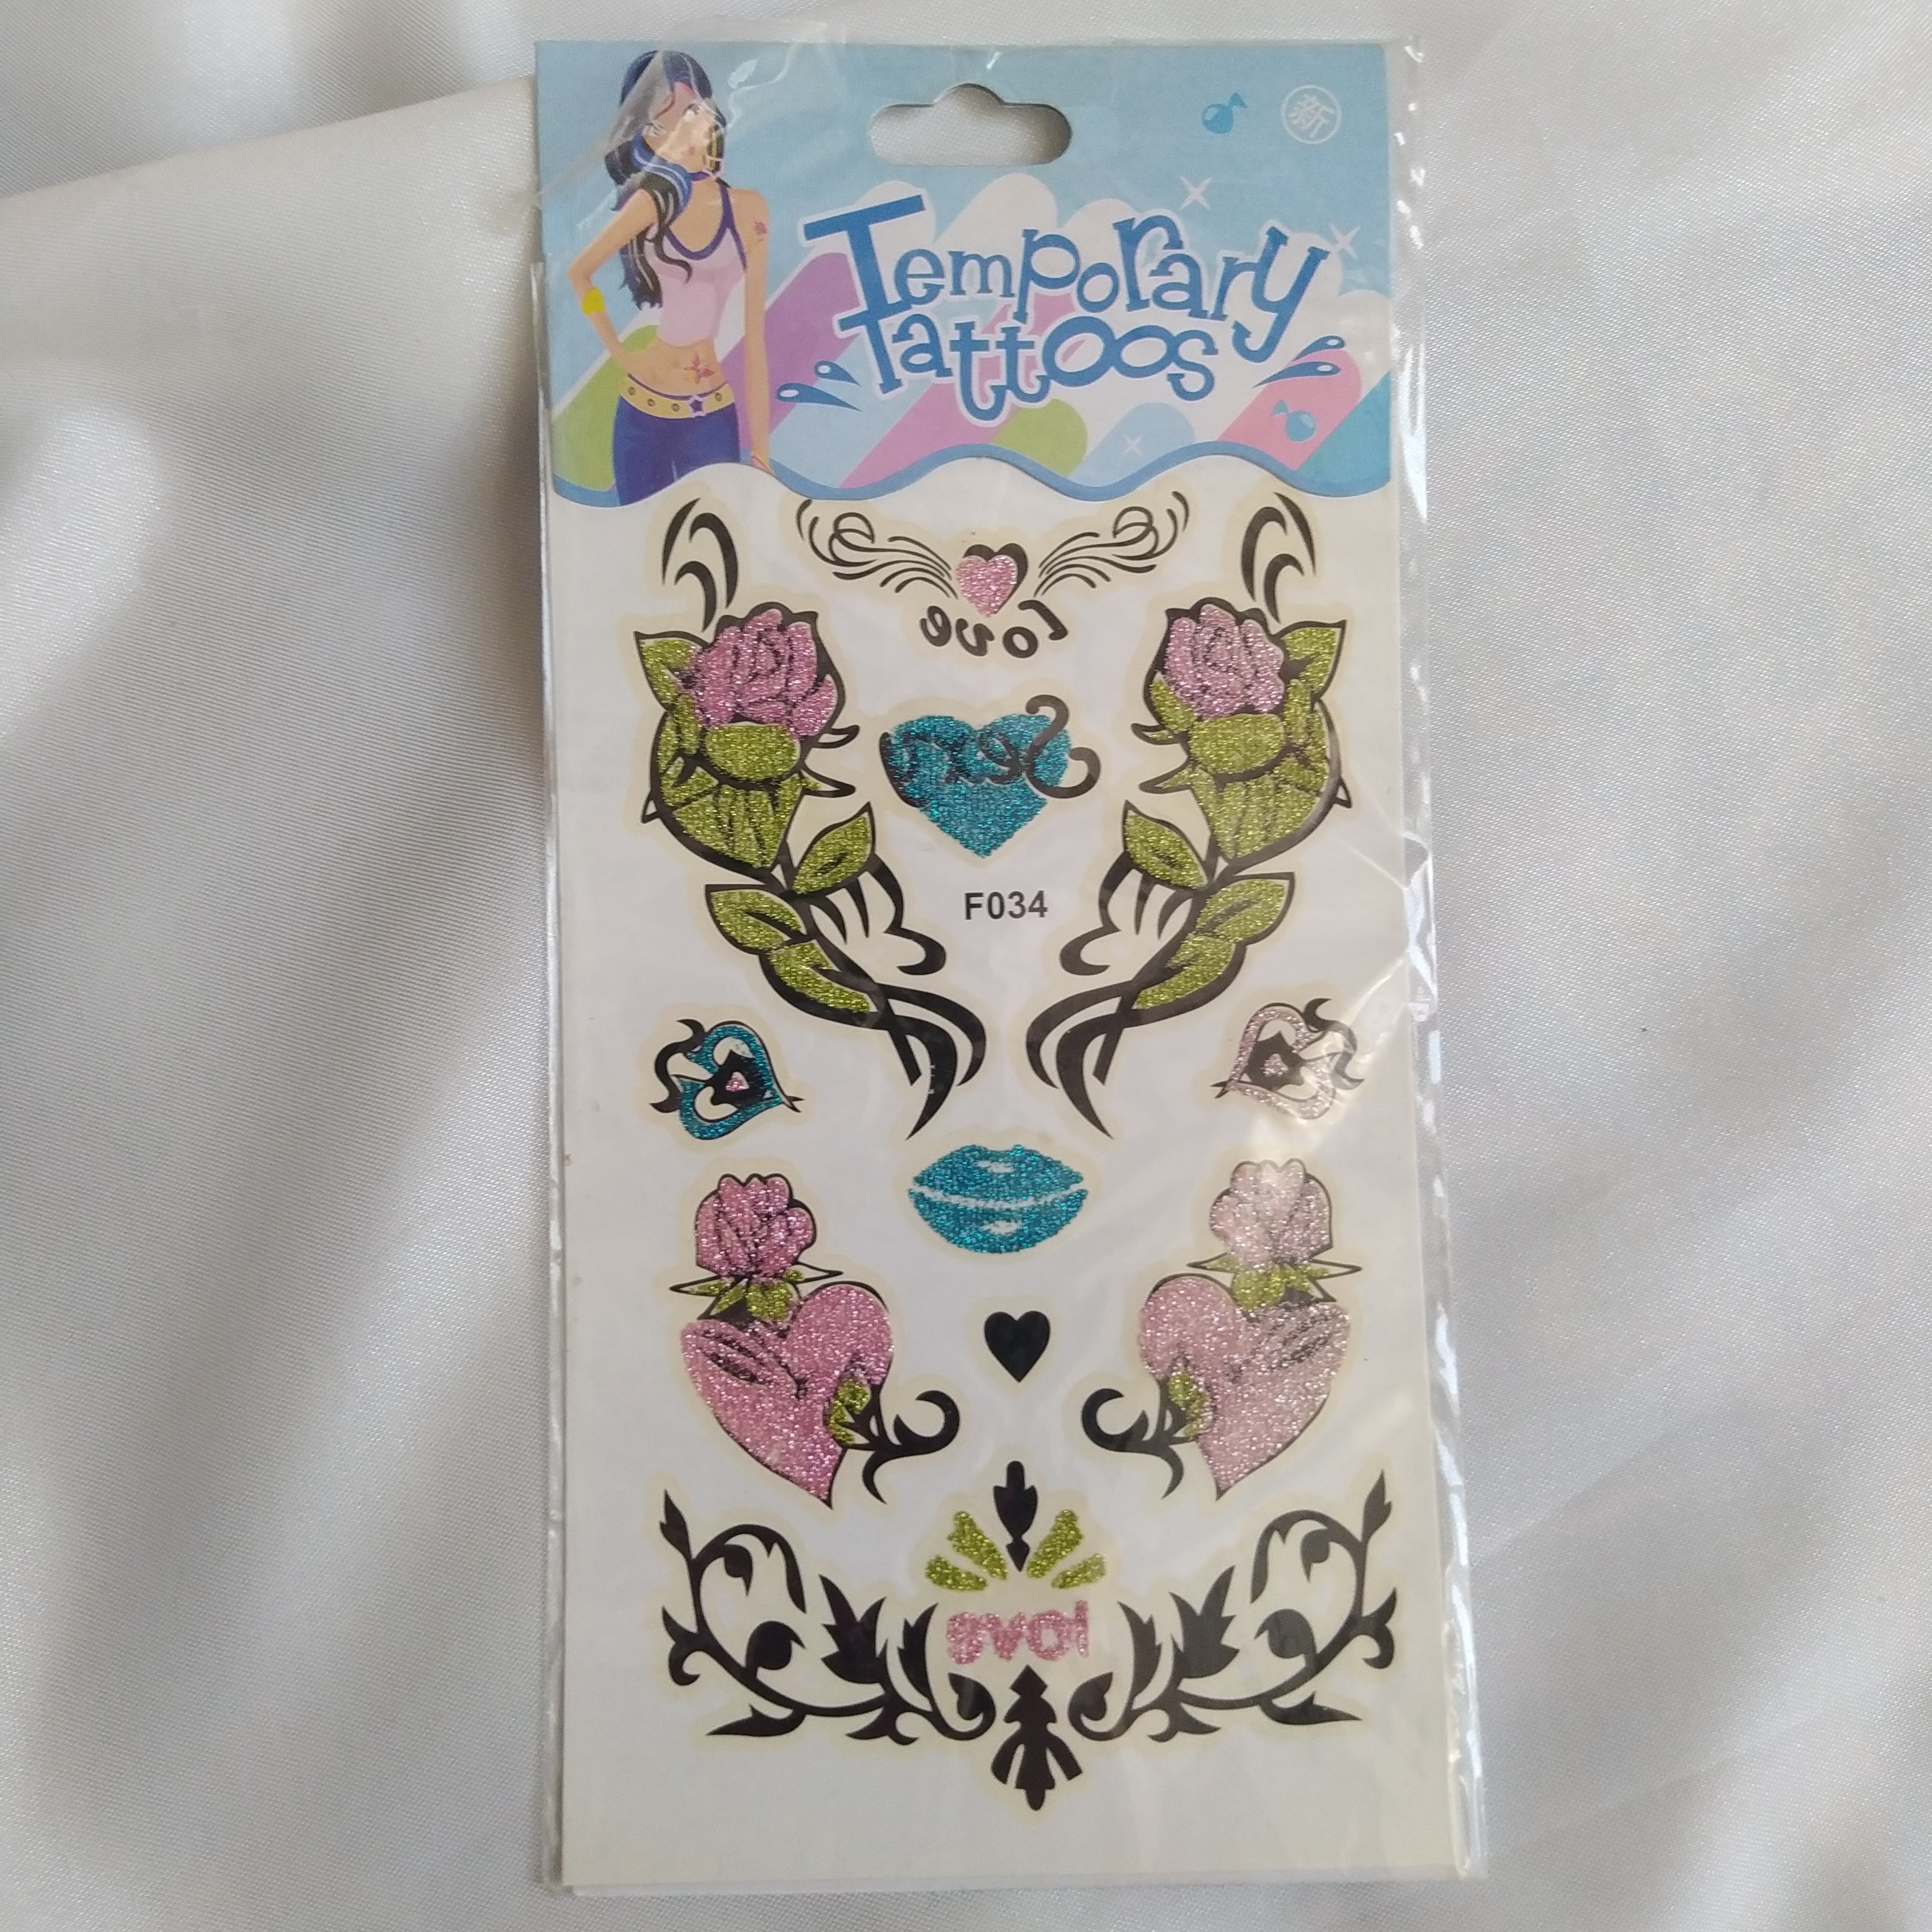 新
Temporary
Tattoos
love
Sexy
F034
love